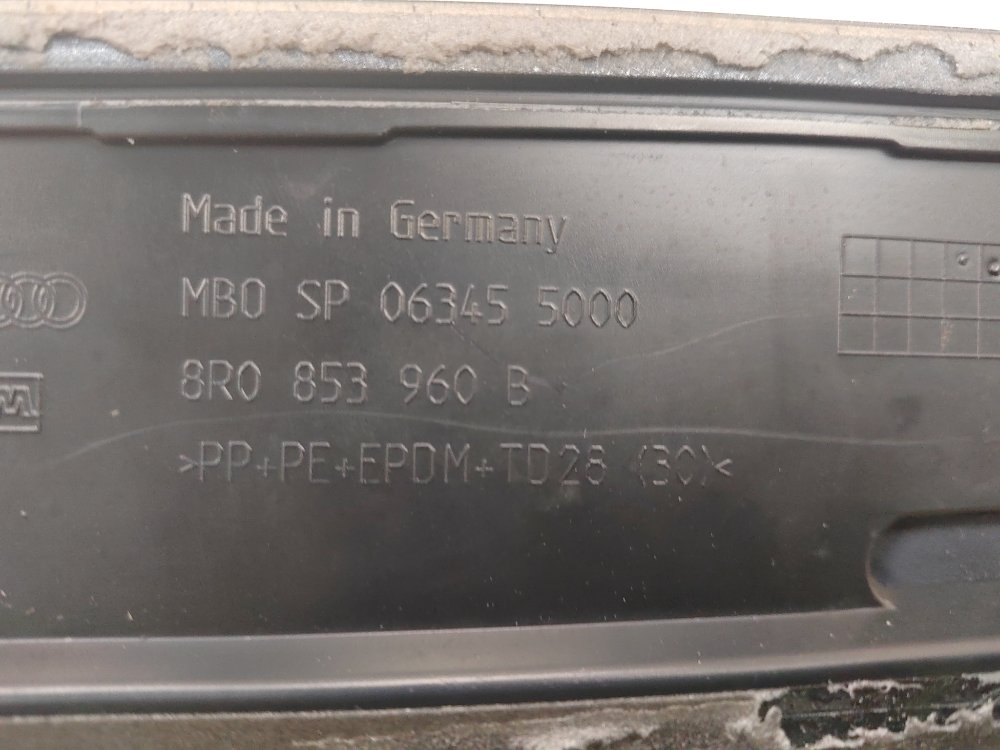 Made in Germany
MBO SP 06345 5000
8R0 853 960 B
>PP+PE+EPDM+TD28 (30)<